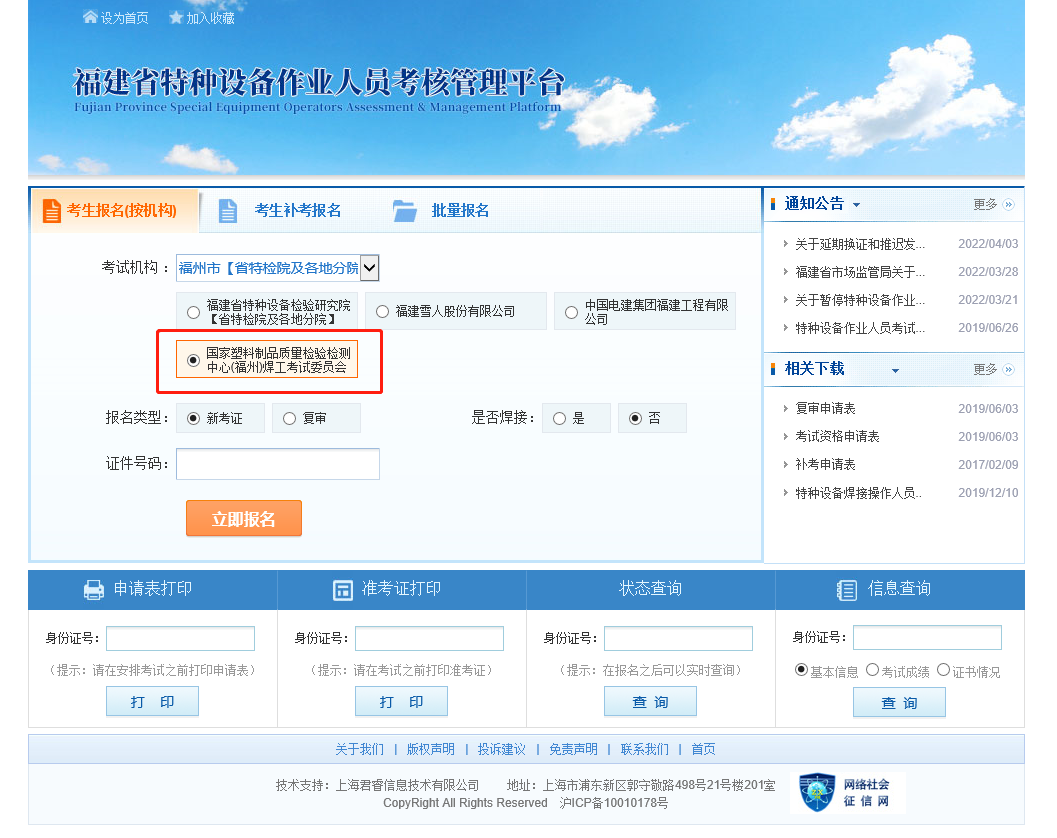 设为首页 加入收藏
福建省特种设备作业人员考核管理平台
Fujian Province Special Equipment Operators Assessment & Management Platform
考生报名(按机构) 考生补考报名 批量报名
考试机构： 福州市【省特检院及各地分院
福建省特种设备检验研究院
【省特检院及各地分院】
福建雪人股份有限公司
中国电建集团福建工程有限
公司
国家塑料制品质量检验检测
中心(福州)焊工考试委员会
报名类型： 新考证 复审 是否焊接： 是 否
证件号码：
立即报名
通知公告 更多
关于延期换证和推迟发... 2022/04/03
福建省市场监管局关于... 2022/03/28
关于暂停特种设备作业... 2022/03/21
特种设备作业人员考试... 2019/06/26
相关下载 更多
复审申请表 2019/06/03
考试资格申请表 2019/06/03
补考申请表 2017/02/09
特种设备焊接操作人员.. 2019/12/10
申请表打印 准考证打印 状态查询 信息查询
身份证号： 身份证号： 身份证号： 身份证号：
（提示：请在安排考试之前打印申请表） （提示：请在考试之前打印准考证） （提示：在报名之后可以实时查询） 基本信息 考试成绩 证书情况
打 印 打 印 查 询 查 询
关于我们 | 版权声明 | 投诉建议 | 免责声明 | 联系我们 | 首页
技术支持：上海君睿信息技术有限公司 地址：上海市浦东新区郭守敬路498号21号楼201室
CopyRight All Rights Reserved 沪ICP备10010178号
网络社会
征信网